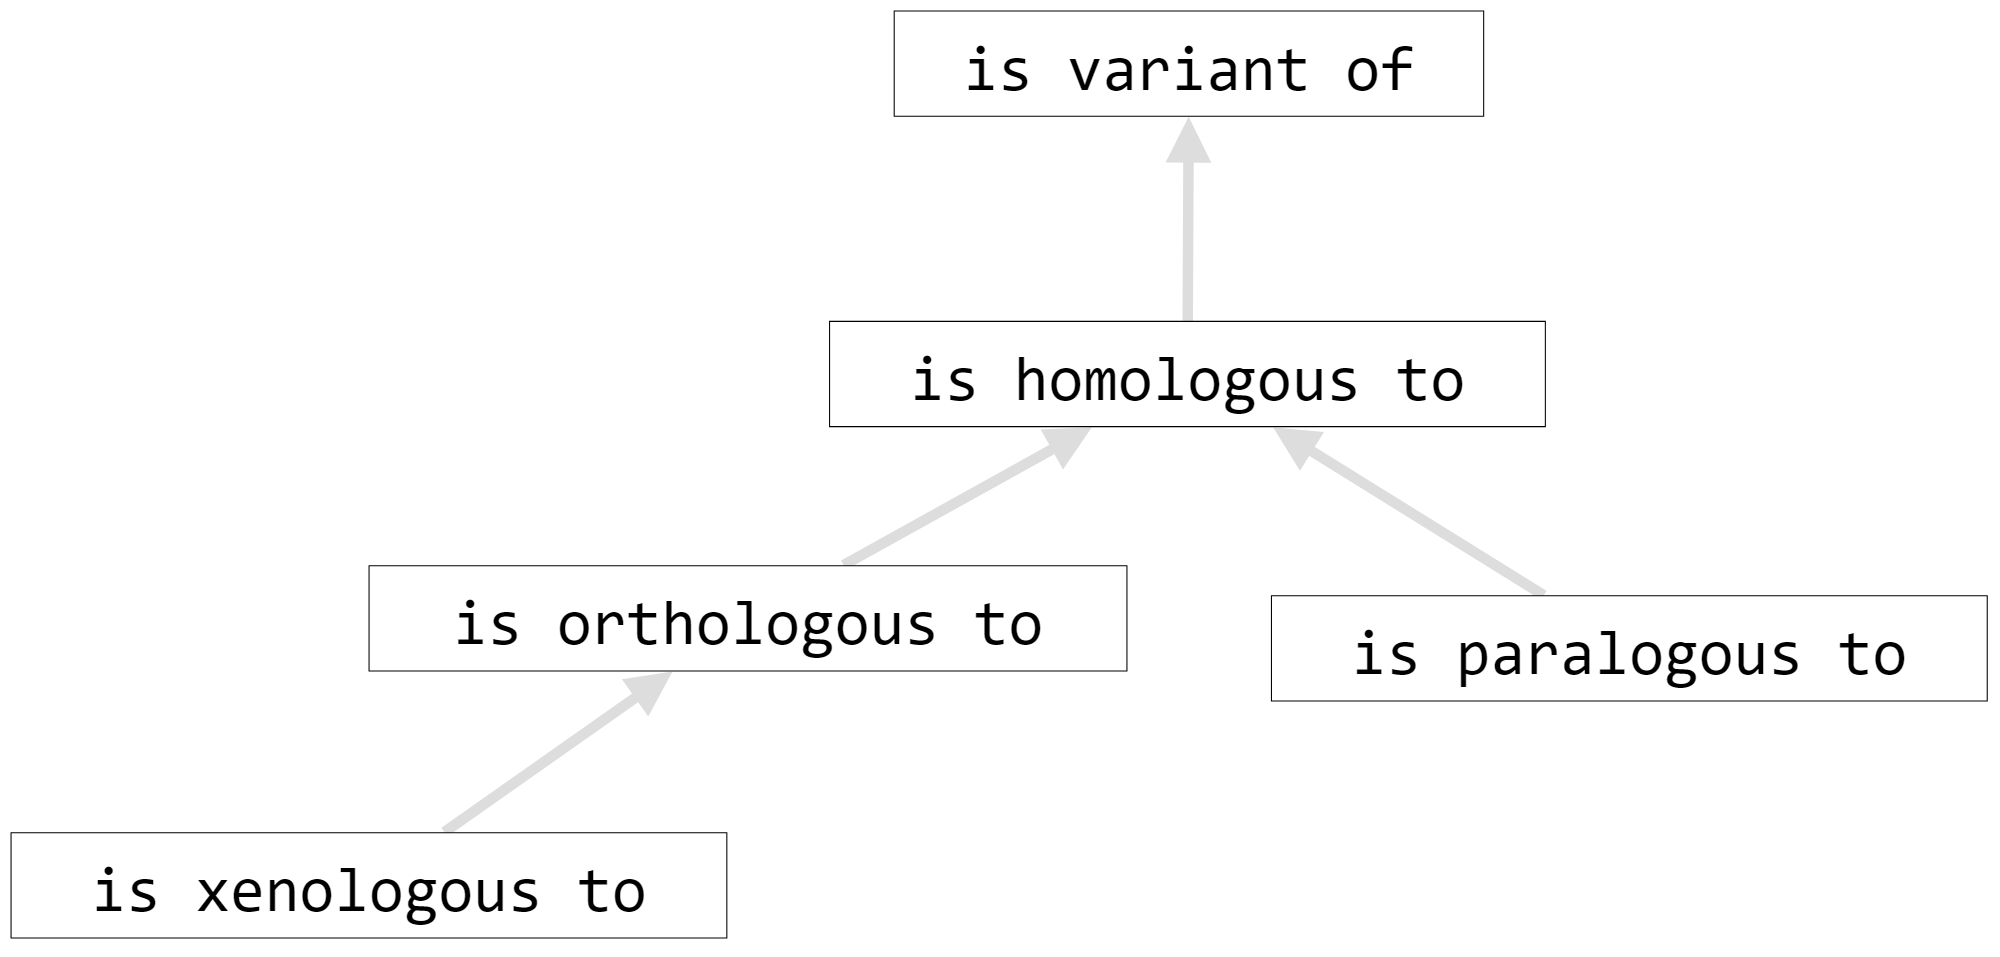 is variant of
is homologous to
is orthologous to
is paralogous to
is xenologous to